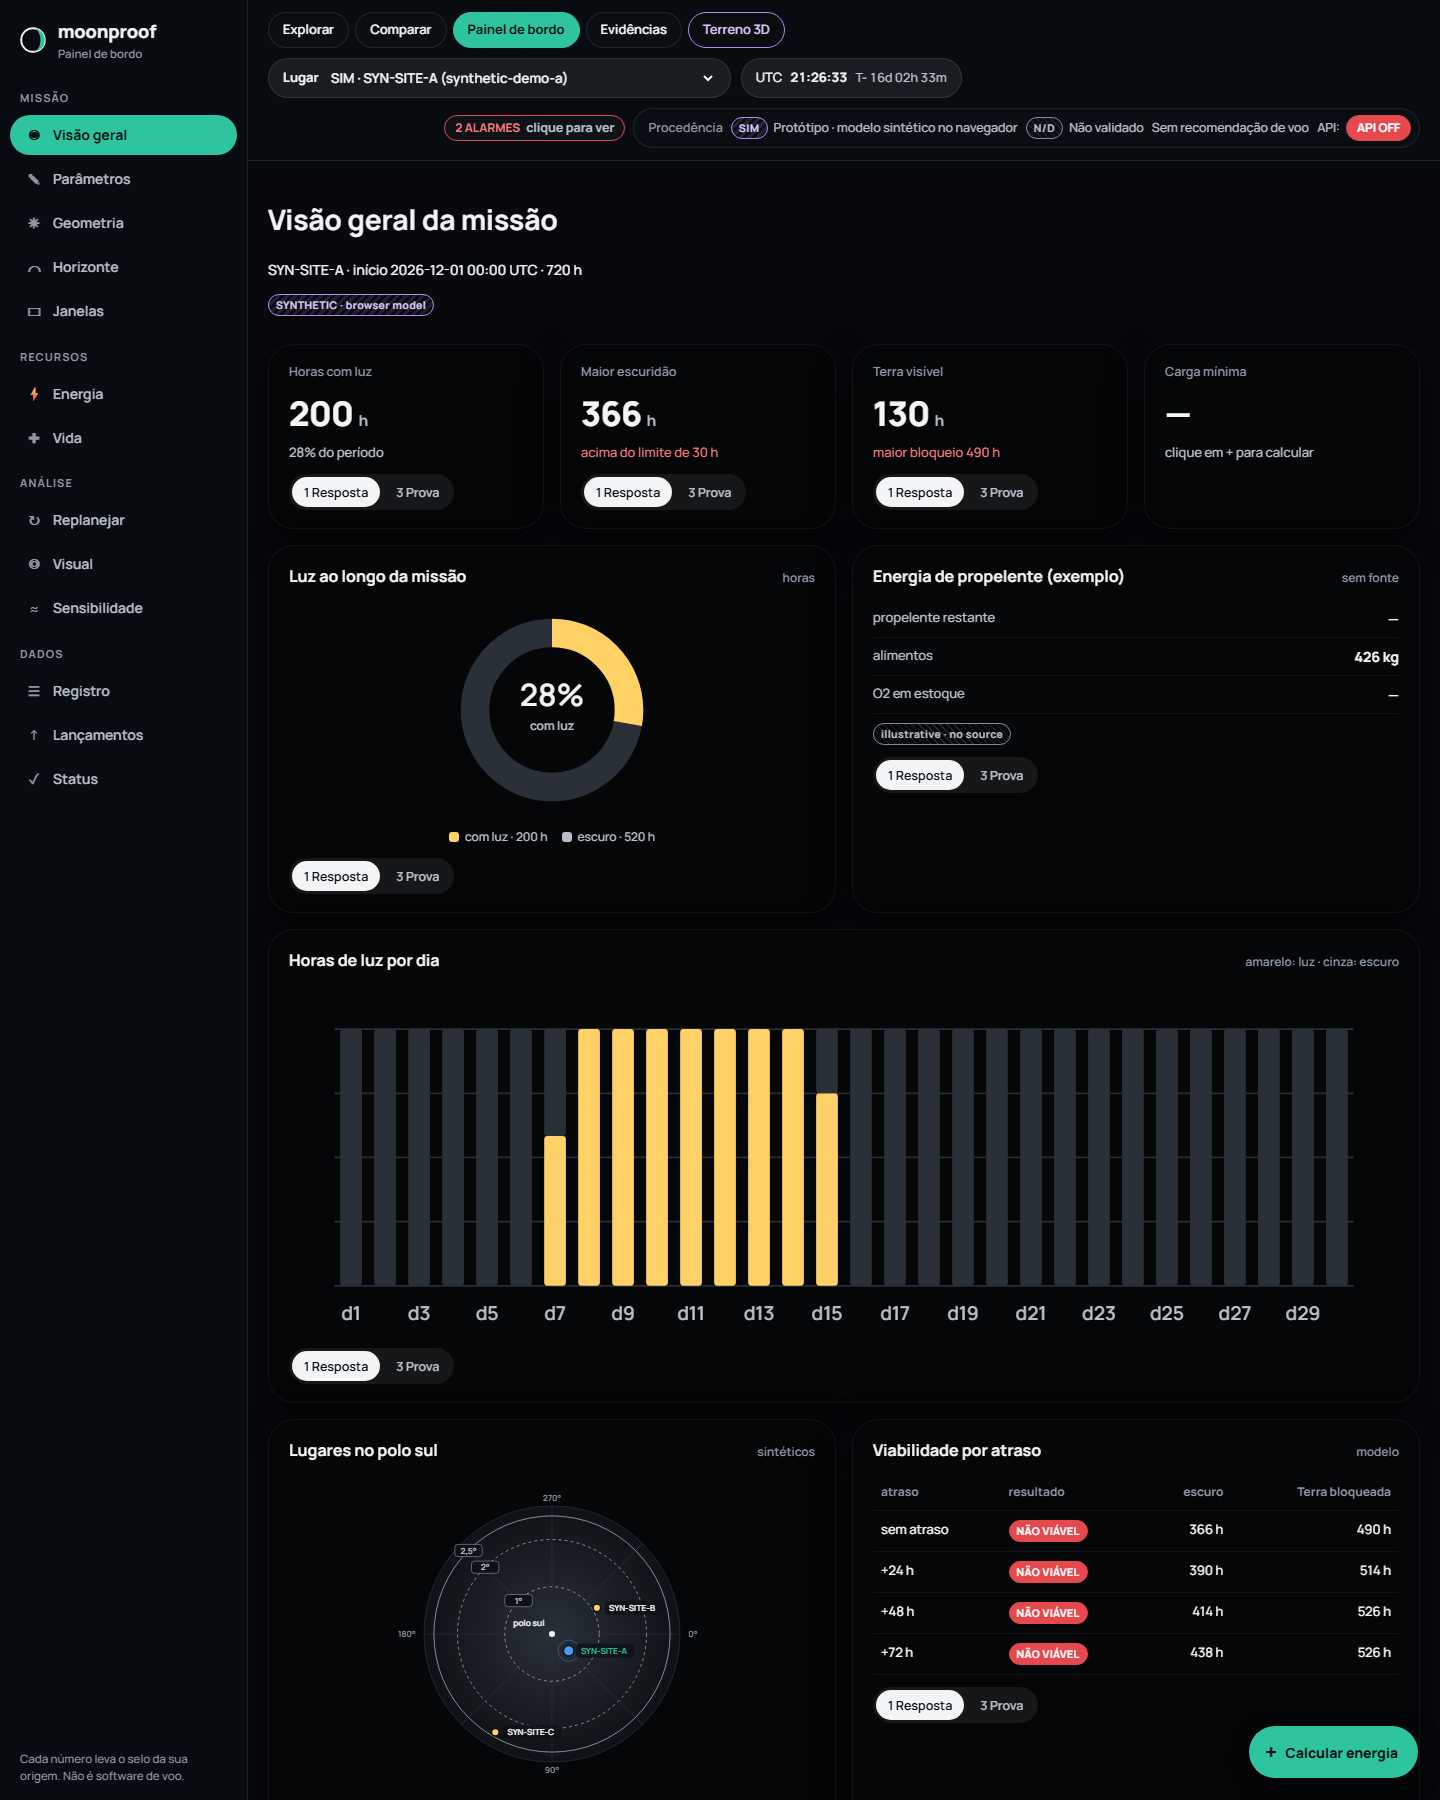 moonproof
Painel de bordo
MISSÃO
Visão geral
Parâmetros
Geometria
Horizonte
Janelas
RECURSOS
Energia
Vida
ANÁLISE
Replanejar
Visual
Sensibilidade
DADOS
Registro
Lançamentos
Status
Cada número leva o selo da sua
origem. Não é software de voo.
Explorar Comparar Painel de bordo Evidências Terreno 3D
Lugar SIM · SYN-SITE-A (synthetic-demo-a) UTC 21:26:33 T- 16d 02h 33m
2 ALARMES clique para ver Procedência SIM Protótipo · modelo sintético no navegador N/D Não validado Sem recomendação de voo API: API OFF
Visão geral da missão
SYN-SITE-A · início 2026-12-01 00:00 UTC · 720 h
SYNTHETIC · browser model
Horas com luz
200 h
28% do período
1 Resposta 3 Prova
Maior escuridão
366 h
acima do limite de 30 h
1 Resposta 3 Prova
Terra visível
130 h
maior bloqueio 490 h
1 Resposta 3 Prova
Carga mínima
—
clique em + para calcular
Luz ao longo da missão horas
28%
com luz
com luz · 200 h escuro · 520 h
1 Resposta 3 Prova
Energia de propelente (exemplo) sem fonte
propelente restante —
alimentos 426 kg
O2 em estoque —
illustrative · no source
1 Resposta 3 Prova
Horas de luz por dia amarelo: luz · cinza: escuro
d1 d3 d5 d7 d9 d11 d13 d15 d17 d19 d21 d23 d25 d27 d29
1 Resposta 3 Prova
Lugares no polo sul sintéticos
270°
2,5°
2°
1°
SYN-SITE-B
polo sul
180° 0°
SYN-SITE-A
SYN-SITE-C
90°
Viabilidade por atraso modelo
atraso resultado escuro Terra bloqueada
sem atraso NÃO VIÁVEL 366 h 490 h
+24 h NÃO VIÁVEL 390 h 514 h
+48 h NÃO VIÁVEL 414 h 526 h
+72 h NÃO VIÁVEL 438 h 526 h
1 Resposta 3 Prova
+ Calcular energia